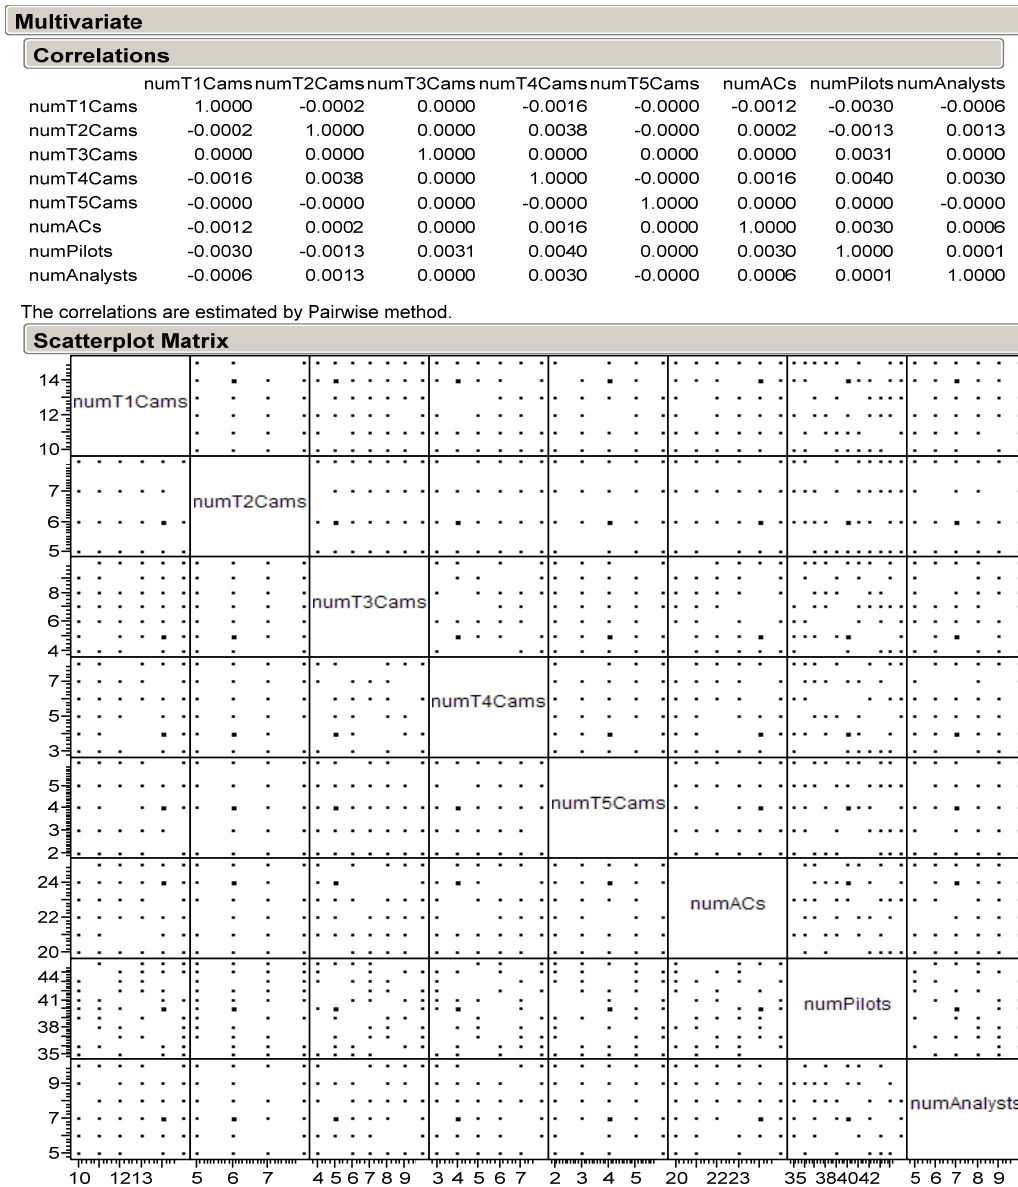 Multivariate
Correlations
numT1Cams numT2Cams numT3Cams numT4Cams numT5Cams numACs numPilots numAnalysts
numT1Cams 1.0000 -0.0002 0.0000 -0.0016 -0.0000 -0.0012 -0.0030 -0.0006
numT2Cams -0.0002 1.0000 0.0000 0.0038 -0.0000 0.0002 -0.0013 0.0013
numT3Cams 0.0000 0.0000 1.0000 0.0000 0.0000 0.0000 0.0031 0.0000
numT4Cams -0.0016 0.0038 0.0000 1.0000 -0.0000 0.0016 0.0040 0.0030
numT5Cams -0.0000 -0.0000 0.0000 -0.0000 1.0000 0.0000 0.0000 -0.0000
numACs -0.0012 0.0002 0.0000 0.0016 0.0000 1.0000 0.0030 0.0006
numPilots -0.0030 -0.0013 0.0031 0.0040 0.0000 0.0030 1.0000 0.0001
numAnalysts -0.0006 0.0013 0.0000 0.0030 -0.0000 0.0006 0.0001 1.0000
The correlations are estimated by Pairwise method.
Scatterplot Matrix
14
numT1Cams
12
10
7
numT2Cams
6
5
8
numT3Cams
6
4
7
numT4Cams
5
3
5
numT5Cams
4
3
2
24
numACs
22
20
44
41
numPilots
38
35
9
numAnalysts
7
5
10 12 13 5 6 7 4 5 6 7 8 9 3 4 5 6 7 2 3 4 5 20 22 23 35 38 40 42 5 6 7 8 9